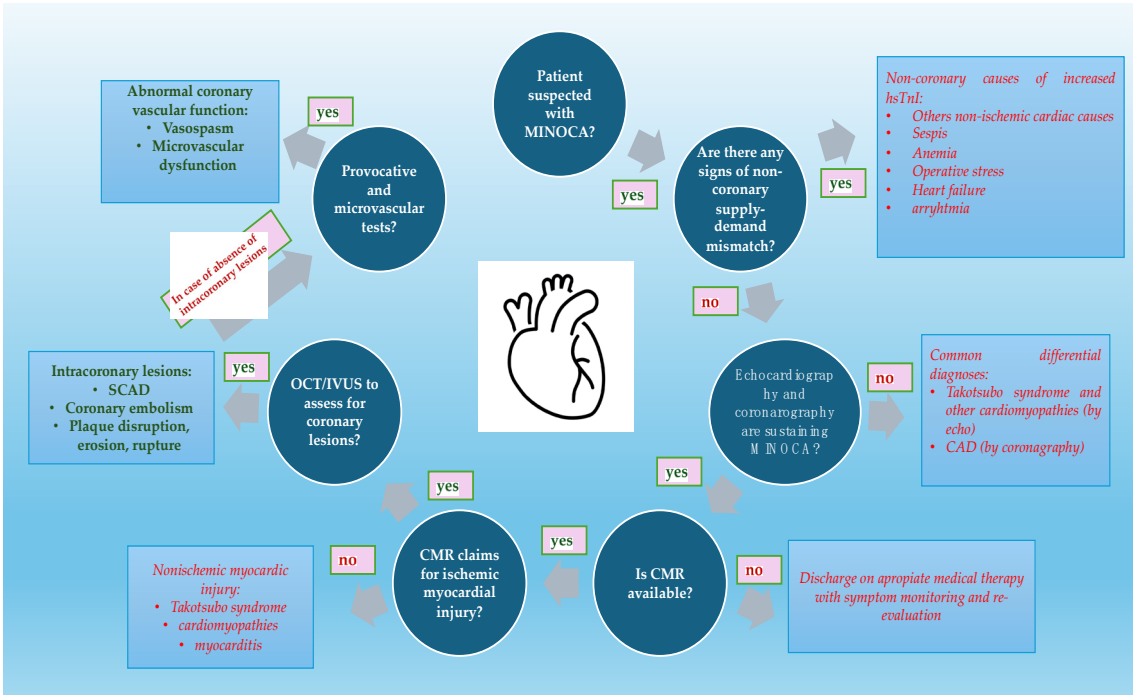 Patient
suspected
with
MINOCA?
yes
Are there any
signs of non-
coronary
supply-
demand
mismatch?
yes
Non-coronary causes of increased
hsTnI:
• Others non-ischemic cardiac causes
• Sespis
• Anemia
• Operative stress
• Heart failure
• arryhtmia
no
Echocardiograp
hy and
coronarography
are sustaining
MINOCA?
no
Common differential
diagnoses:
• Takotsubo syndrome and
other cardiomyopathies (by
echo)
• CAD (by coronagraphy)
yes
Is CMR
available?
no
Discharge on apropiate medical therapy
with symptom monitoring and re-
evaluation
yes
CMR claims
for ischemic
myocardial
injury?
no
Nonischemic myocardic
injury:
• Takotsubo syndrome
• cardiomyopathies
• myocarditis
yes
OCT/IVUS to
assess for
coronary
lesions?
yes
Intracoronary lesions:
• SCAD
• Coronary embolism
• Plaque disruption,
erosion, rupture
In case of absence of
intracoronary lesions
Provocative and
microvascular
tests?
yes
Abnormal coronary
vascular function:
• Vasospasm
• Microvascular
dysfunction